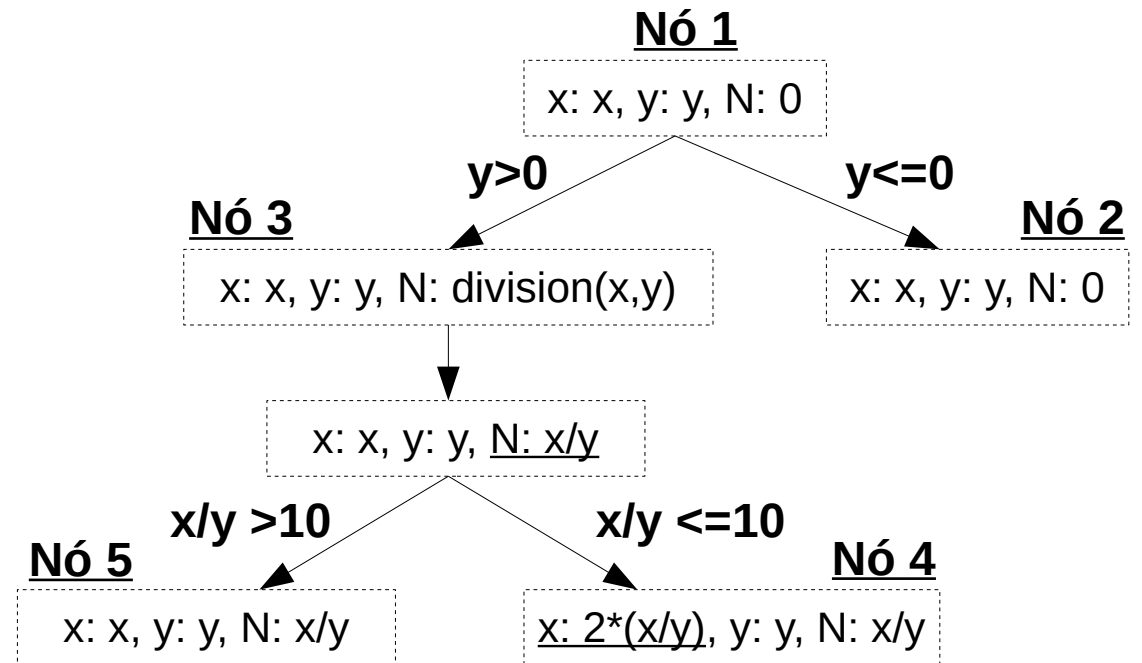 Nó 1
x: x, y: y, N: 0
y>0
y<=0
Nó 3
Nó 2
x: x, y: y, N: division(x,y)
x: x, y: y, N: 0
x: x, y: y, N: x/y
x/y >10
x/y <=10
Nó 5
Nó 4
x: x, y: y, N: x/y
x: 2*(x/y), y: y, N: x/y